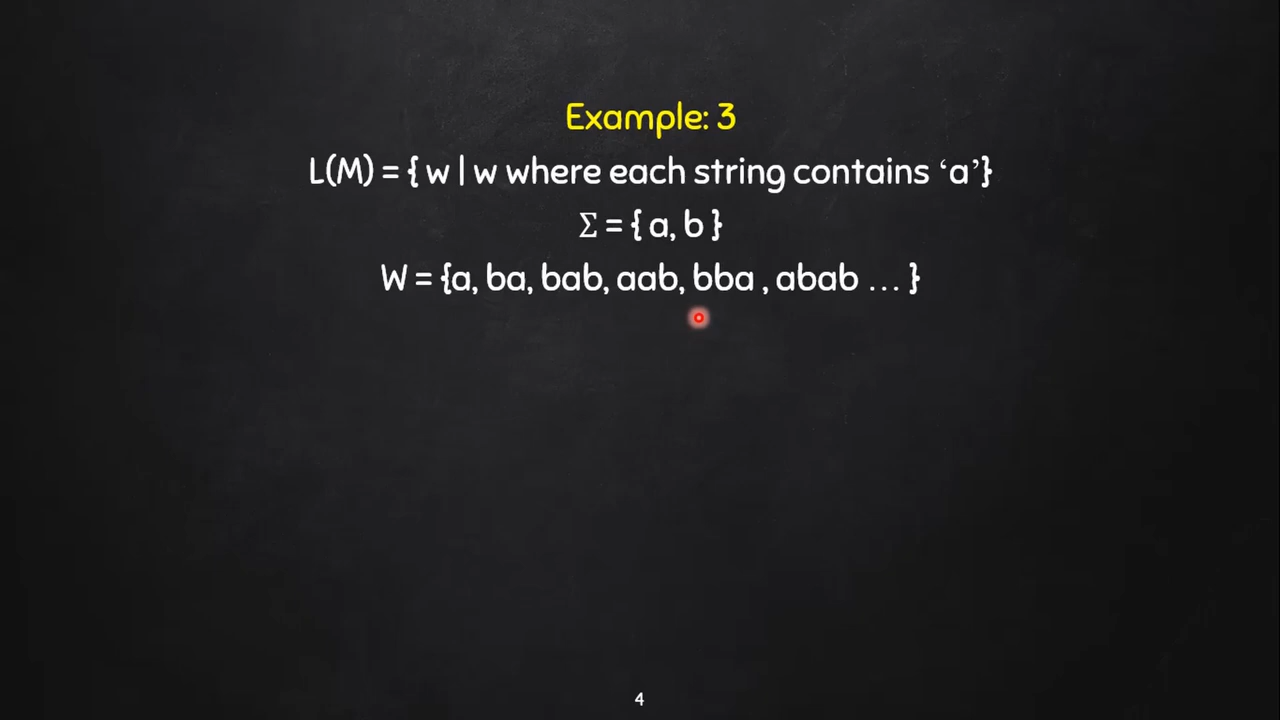 Example: 3
L(M) = { w | w where each string contains ‘a’}
Σ = { a, b }
W = {a, ba, bab, aab, bba , abab … }
4